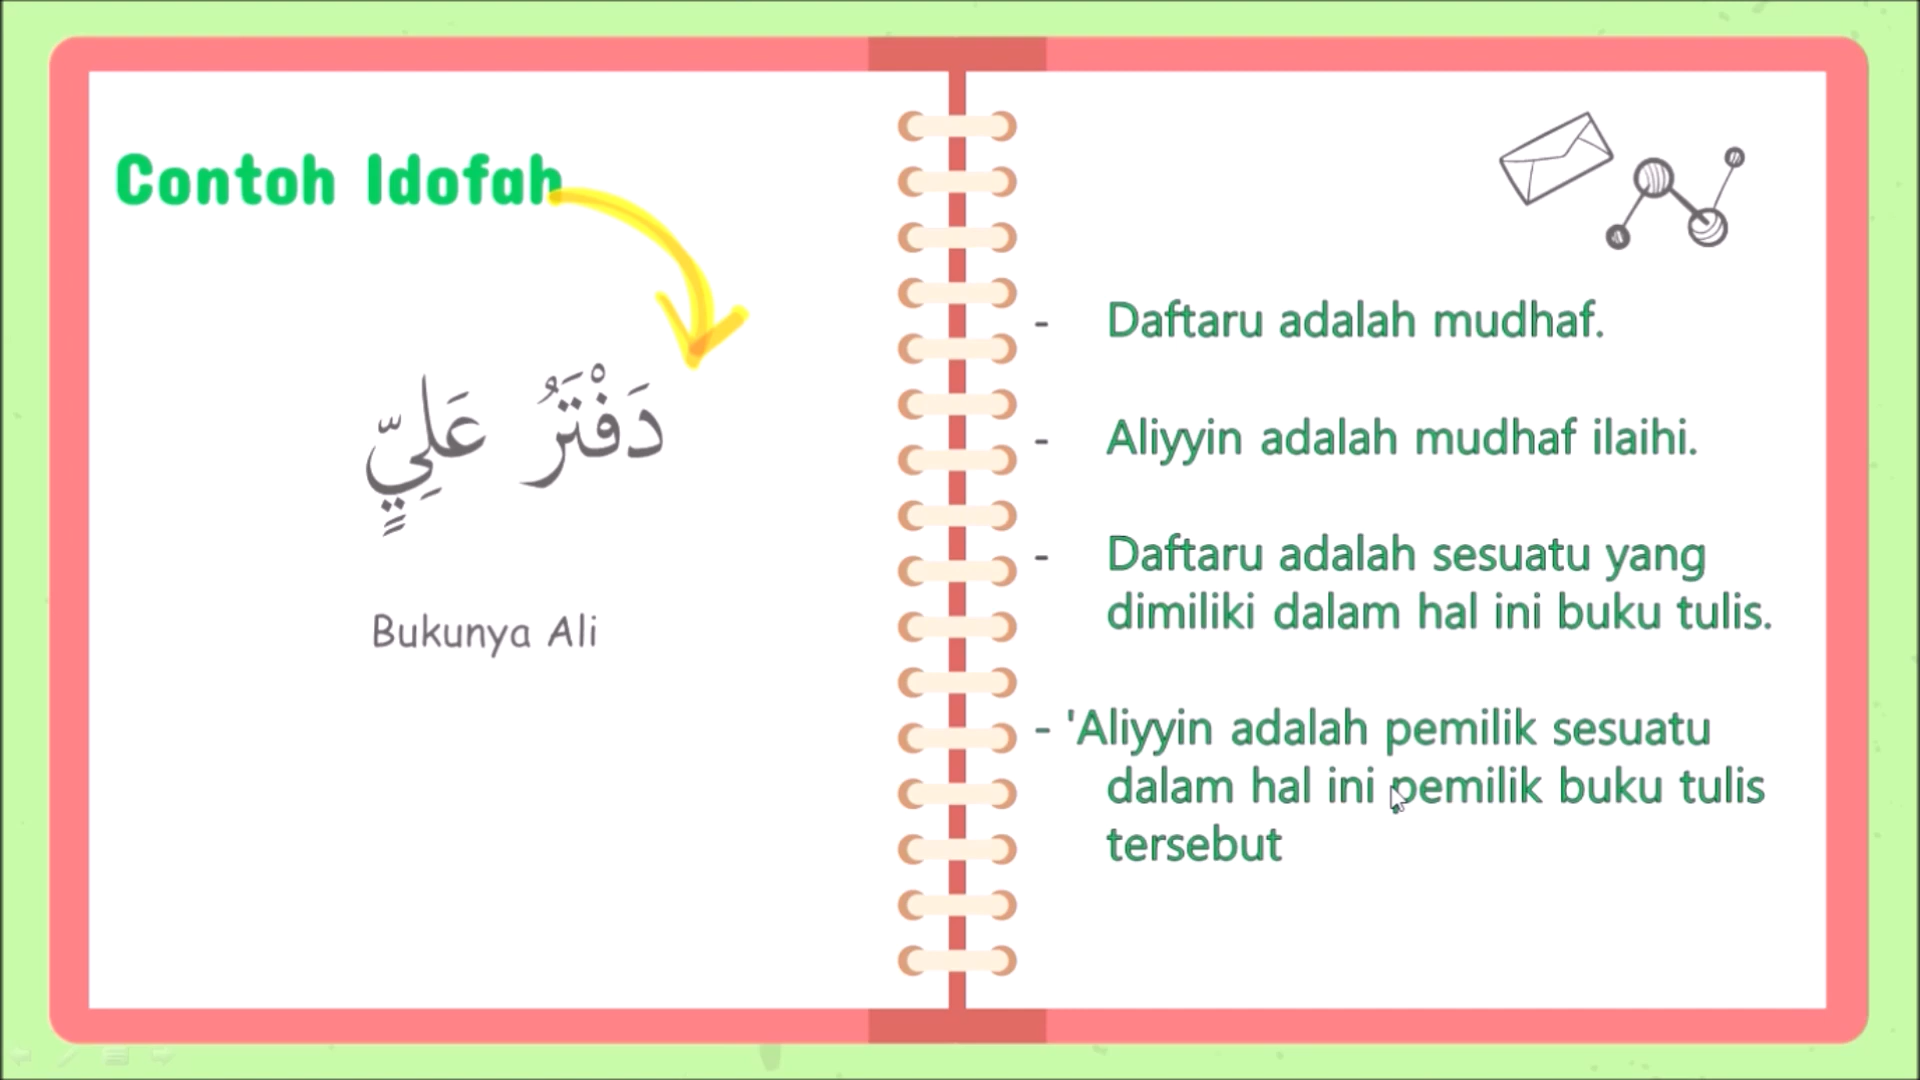 Contoh Idofah
دَفْتَرُ عَلِيٍّ
Bukunya Ali
- Daftaru adalah mudhaf.
- Aliyyin adalah mudhaf ilaihi.
- Daftaru adalah sesuatu yang
dimiliki dalam hal ini buku tulis.
- 'Aliyyin adalah pemilik sesuatu
dalam hal ini pemilik buku tulis
tersebut